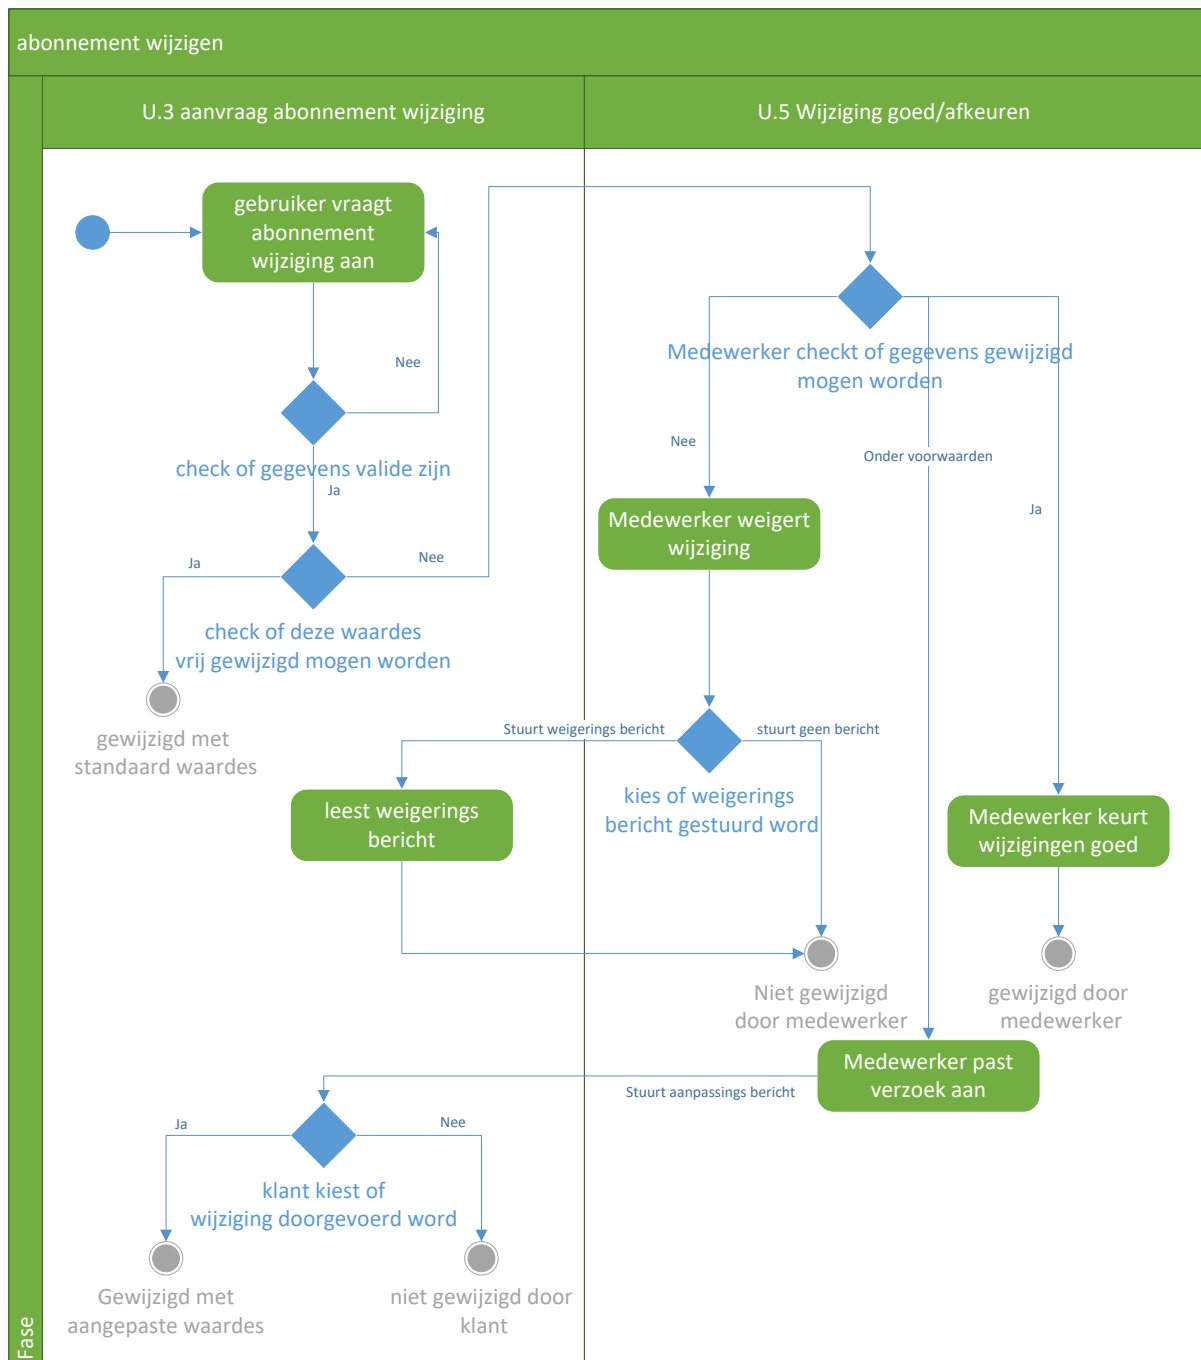 abonnement wijzigen
U.3 aanvraag abonnement wijziging
U.5 Wijziging goed/afkeuren
gebruiker vraagt
abonnement
wijziging aan
Nee
check of gegevens valide zijn
Ja
Ja
Nee
check of deze waardes
vrij gewijzigd mogen worden
gewijzigd met
standaard waardes
Medewerker checkt of gegevens gewijzigd
mogen worden
Nee
Onder voorwaarden
Ja
Medewerker weigert
wijziging
Stuurt weigerings bericht
stuurt geen bericht
kies of weigerings
bericht gestuurd word
leest weigerings
bericht
Medewerker keurt
wijzigingen goed
Niet gewijzigd
door medewerker
gewijzigd door
medewerker
Medewerker past
verzoek aan
Stuurt aanpassings bericht
Ja
Nee
klant kiest of
wijziging doorgevoerd word
Gewijzigd met
aangepaste waardes
niet gewijzigd door
klant
Fase